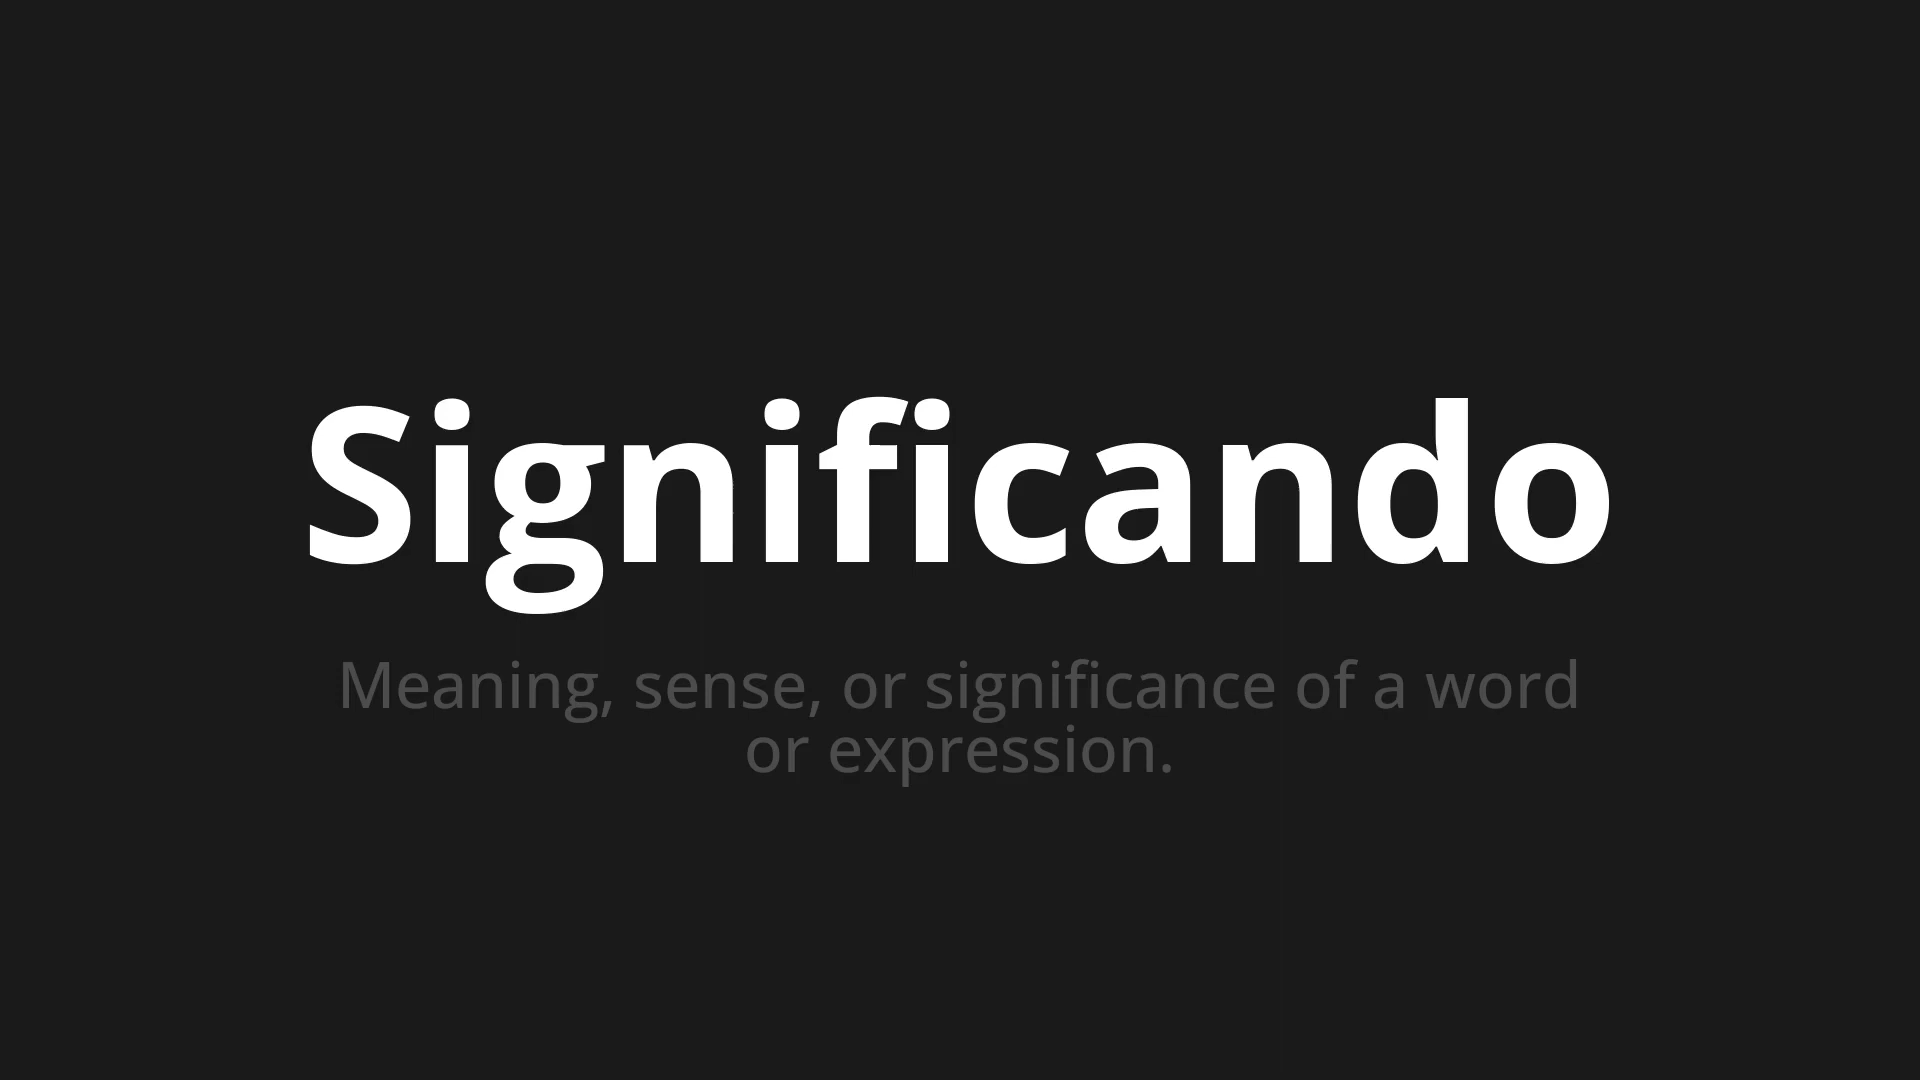 Significando
Meaning, sense, or significance of a word
or expression.